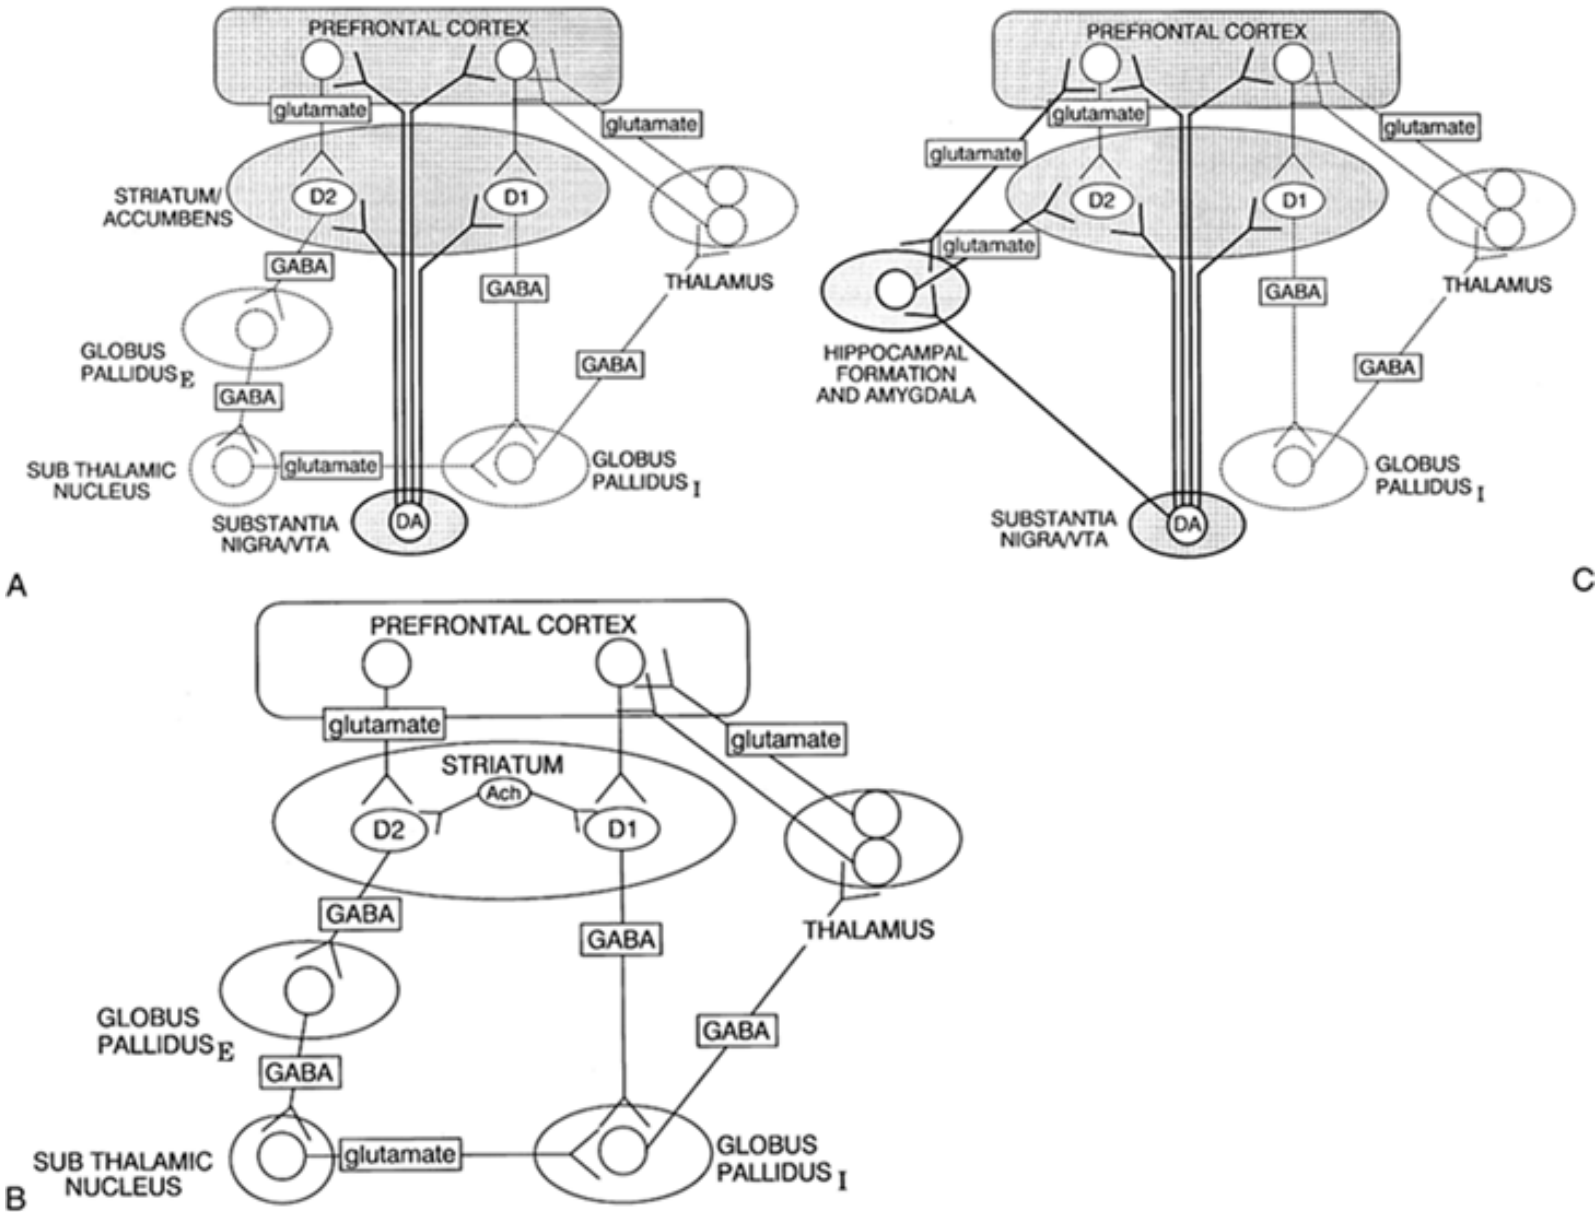 PREFRONTAL CORTEX
glutamate
glutamate
STRIATUM/
ACCUMBENS
D2
D1
GABA
GABA
THALAMUS
GLOBUS
PALLIDUS E
GABA
GABA
SUB THALAMIC
NUCLEUS
glutamate
GLOBUS
PALLIDUS I
SUBSTANTIA
NIGRA/VTA
DA
A
PREFRONTAL CORTEX
glutamate
glutamate
glutamate
D2
D1
glutamate
GABA
THALAMUS
HIPPOCAMPAL
FORMATION
AND AMYGDALA
GABA
GLOBUS
PALLIDUS I
SUBSTANTIA
NIGRA/VTA
DA
C
PREFRONTAL CORTEX
glutamate
glutamate
STRIATUM
Ach
D2
D1
GABA
GABA
THALAMUS
GLOBUS
PALLIDUS E
GABA
GABA
SUB THALAMIC
NUCLEUS
glutamate
GLOBUS
PALLIDUS I
B